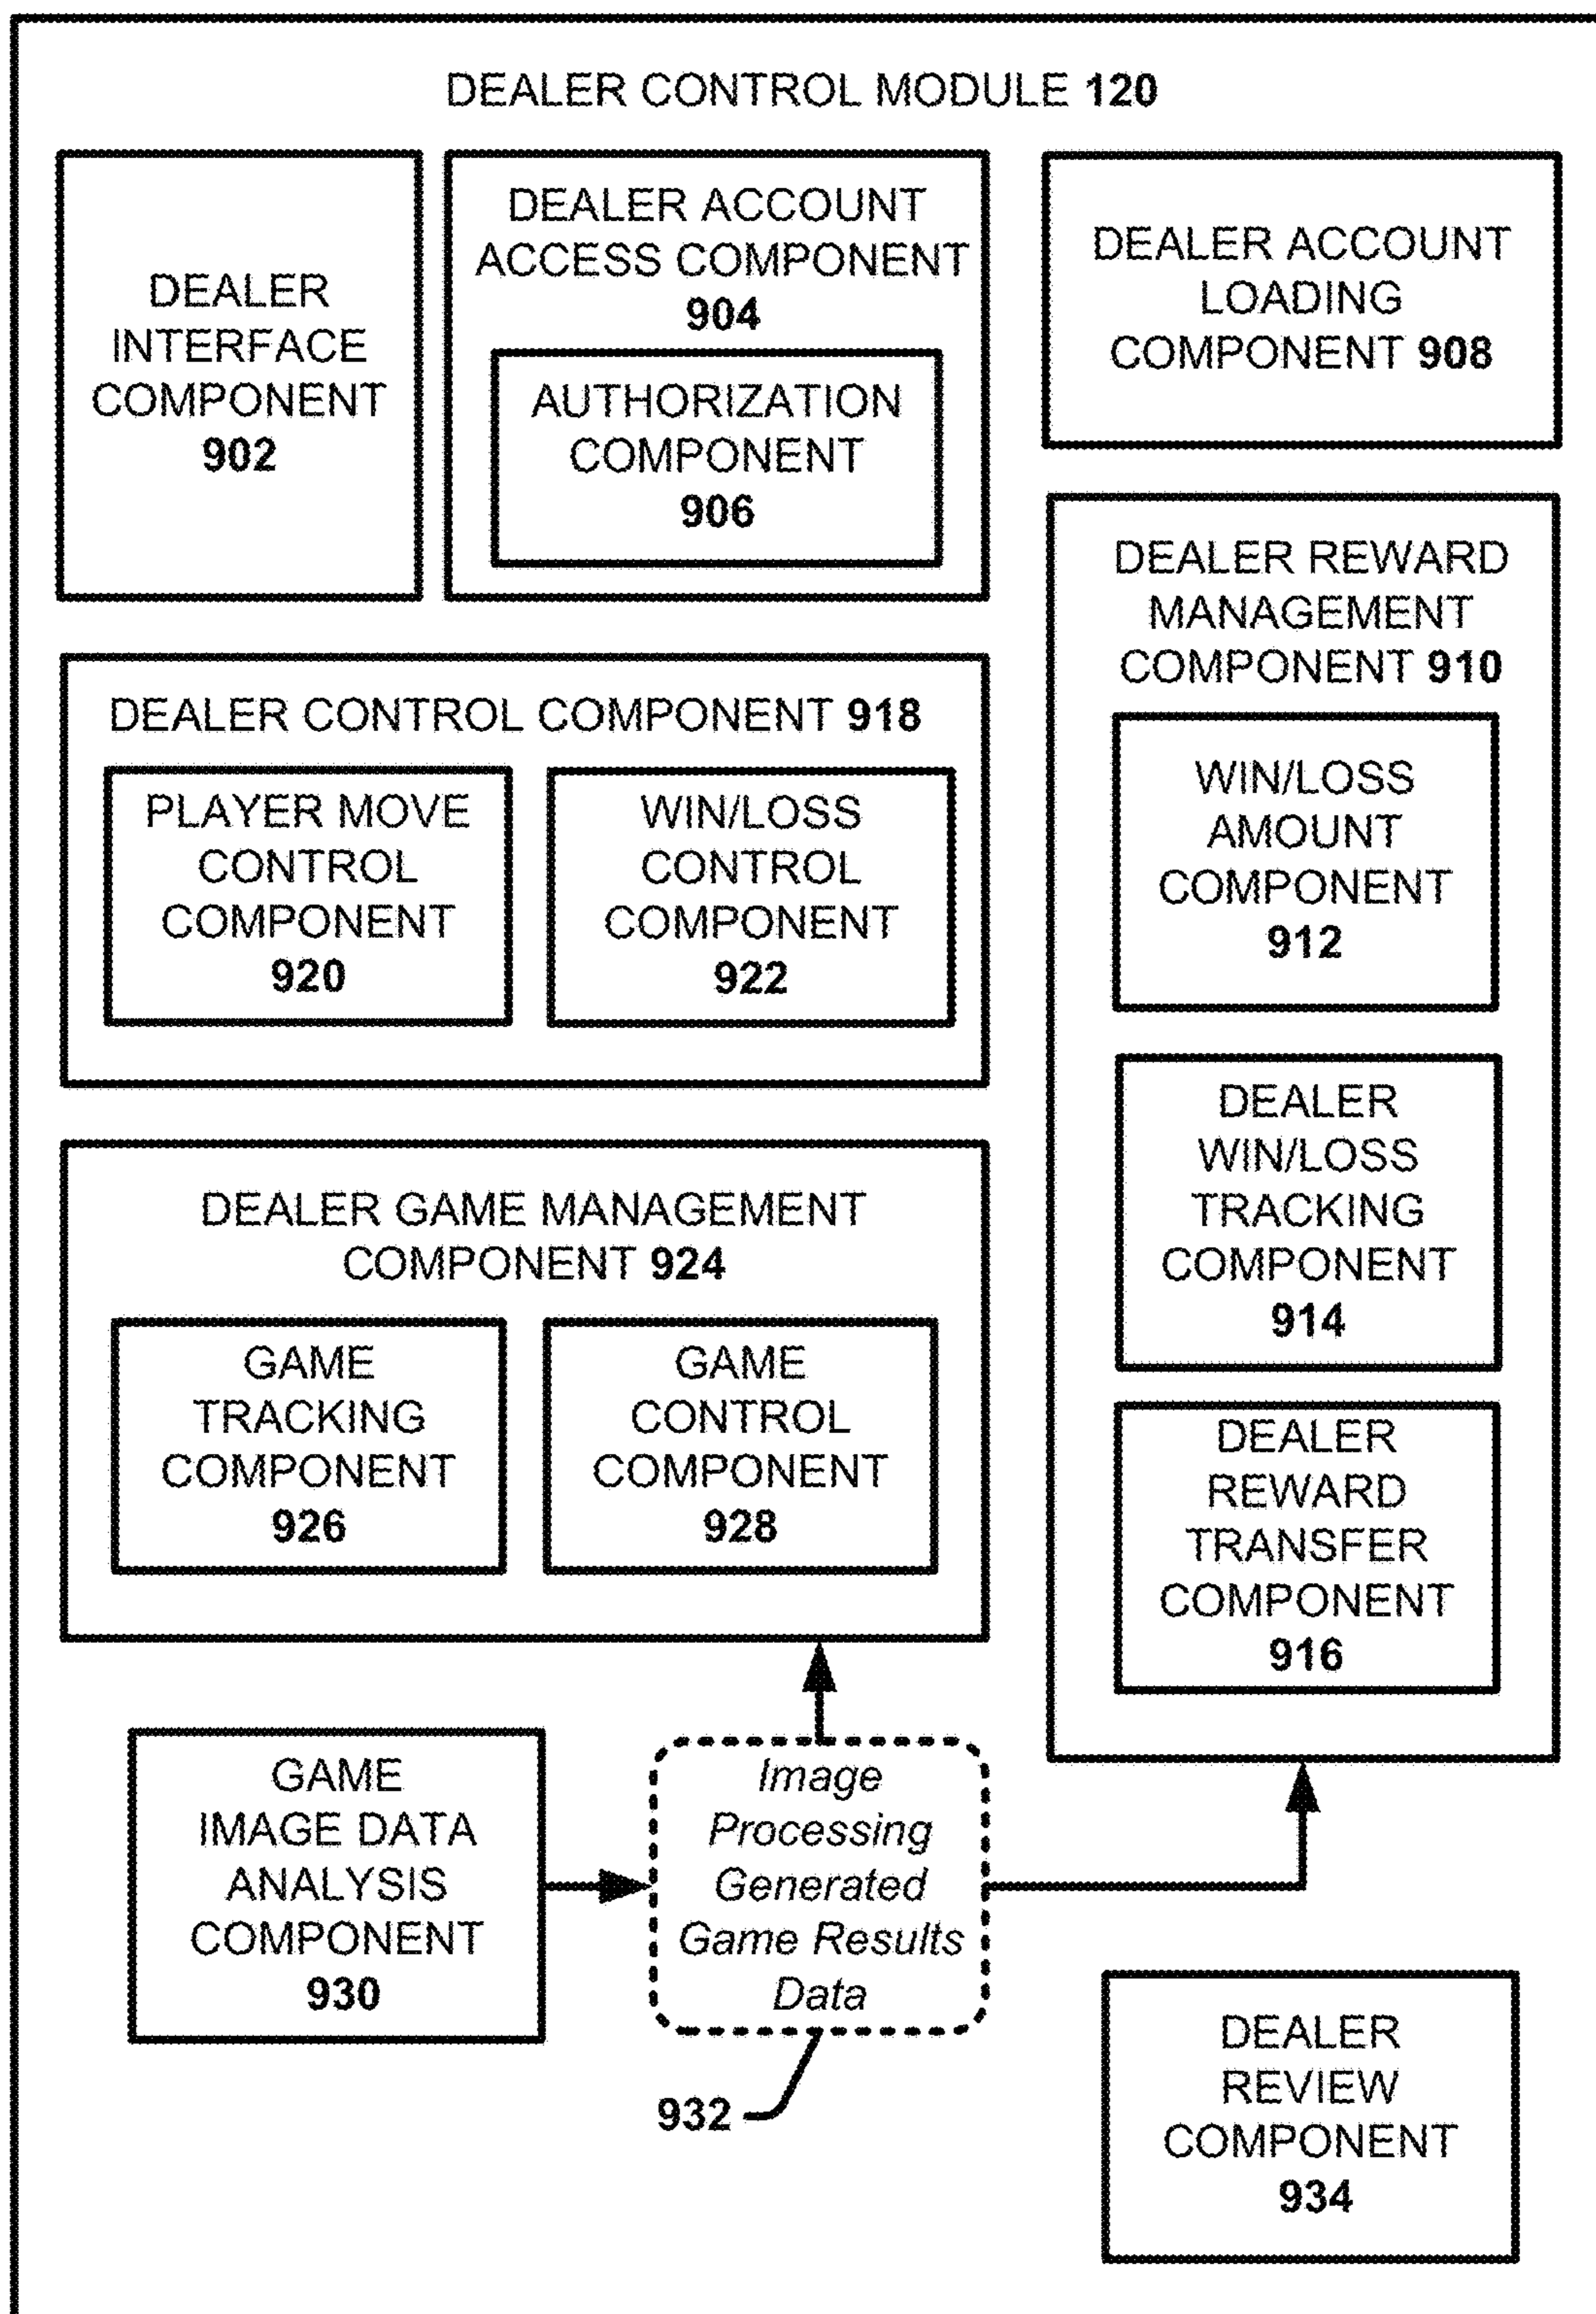 DEALER CONTROL MODULE 120
DEALER
INTERFACE
COMPONENT
902
DEALER ACCOUNT
ACCESS COMPONENT
904
AUTHORIZATION
COMPONENT
906
DEALER ACCOUNT
LOADING
COMPONENT 908
DEALER REWARD
MANAGEMENT
COMPONENT 910
WIN/LOSS
AMOUNT
COMPONENT
912
DEALER
WIN/LOSS
TRACKING
COMPONENT
914
DEALER
REWARD
TRANSFER
COMPONENT
916
DEALER CONTROL COMPONENT 918
PLAYER MOVE
CONTROL
COMPONENT
920
WIN/LOSS
CONTROL
COMPONENT
922
DEALER GAME MANAGEMENT
COMPONENT 924
GAME
TRACKING
COMPONENT
926
GAME
CONTROL
COMPONENT
928
GAME
IMAGE DATA
ANALYSIS
COMPONENT
930
Image
Processing
Generated
Game Results
Data
932
DEALER
REVIEW
COMPONENT
934